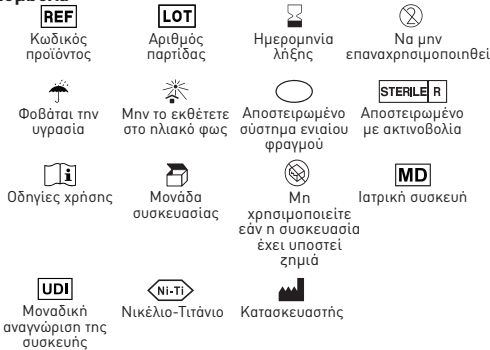 REF LOT
Κωδικός προϊόντος
Αριθμός παρτίδας
Ημερομηνία λήξης
Να μην επαναχρησιμοποιηθεί
STERILE R
Φοβάται την υγρασία
Μην το εκθέτετε στο ηλιακό φως
Αποστειρωμένο σύστημα ενιαίου φραγμού
Αποστειρωμένο με ακτινοβολία
MD
Οδηγίες χρήσης
Μονάδα συσκευασίας
Μη χρησιμοποιείτε εάν η συσκευασία έχει υποστεί ζημιά
Ιατρική συσκευή
UDI Ni-Ti
Μοναδική αναγνώριση της συσκευής
Νικέλιο-Τιτάνιο
Κατασκευαστής